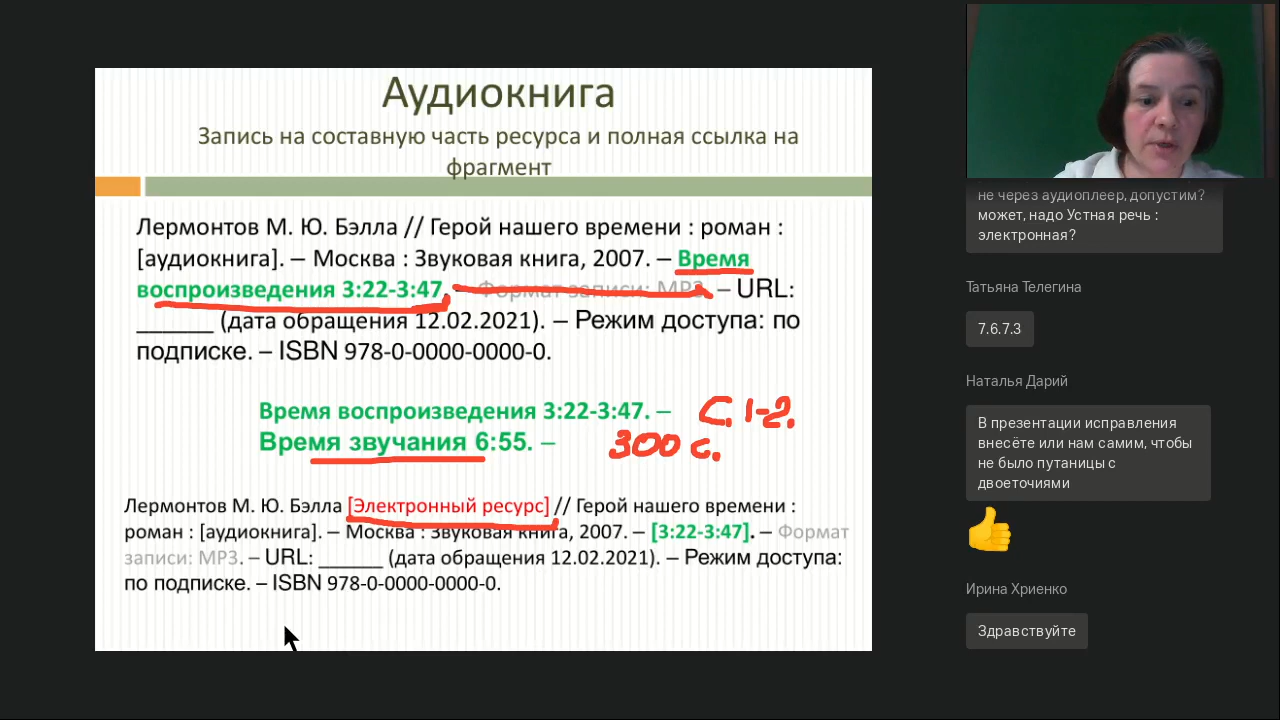 Аудиокнига
Запись на составную часть ресурса и полная ссылка на
фрагмент
Лермонтов М. Ю. Бэлла // Герой нашего времени : роман :
[аудиокнига]. – Москва : Звуковая книга, 2007. – Время
воспроизведения 3:22-3:47. – Формат записи: MP3. – URL:
______ (дата обращения 12.02.2021). – Режим доступа: по
подписке. – ISBN 978-0-0000-0000-0.
Время воспроизведения 3:22-3:47. – С. 1-2.
Время звучания 6:55. – 300 с.
Лермонтов М. Ю. Бэлла [Электронный ресурс] // Герой нашего времени :
роман : [аудиокнига]. – Москва : Звуковая книга, 2007. – [3:22-3:47]. – Формат
записи: MP3. – URL: ______ (дата обращения 12.02.2021). – Режим доступа:
по подписке. – ISBN 978-0-0000-0000-0.
не через аудиоплеер, допустим?
может, надо Устная речь :
электронная?
Татьяна Телегина
7.6.7.3
Наталья Дарий
В презентации исправления
внесёте или нам самим, чтобы
не было путаницы с
двоеточиями
Ирина Хриенко
Здравствуйте